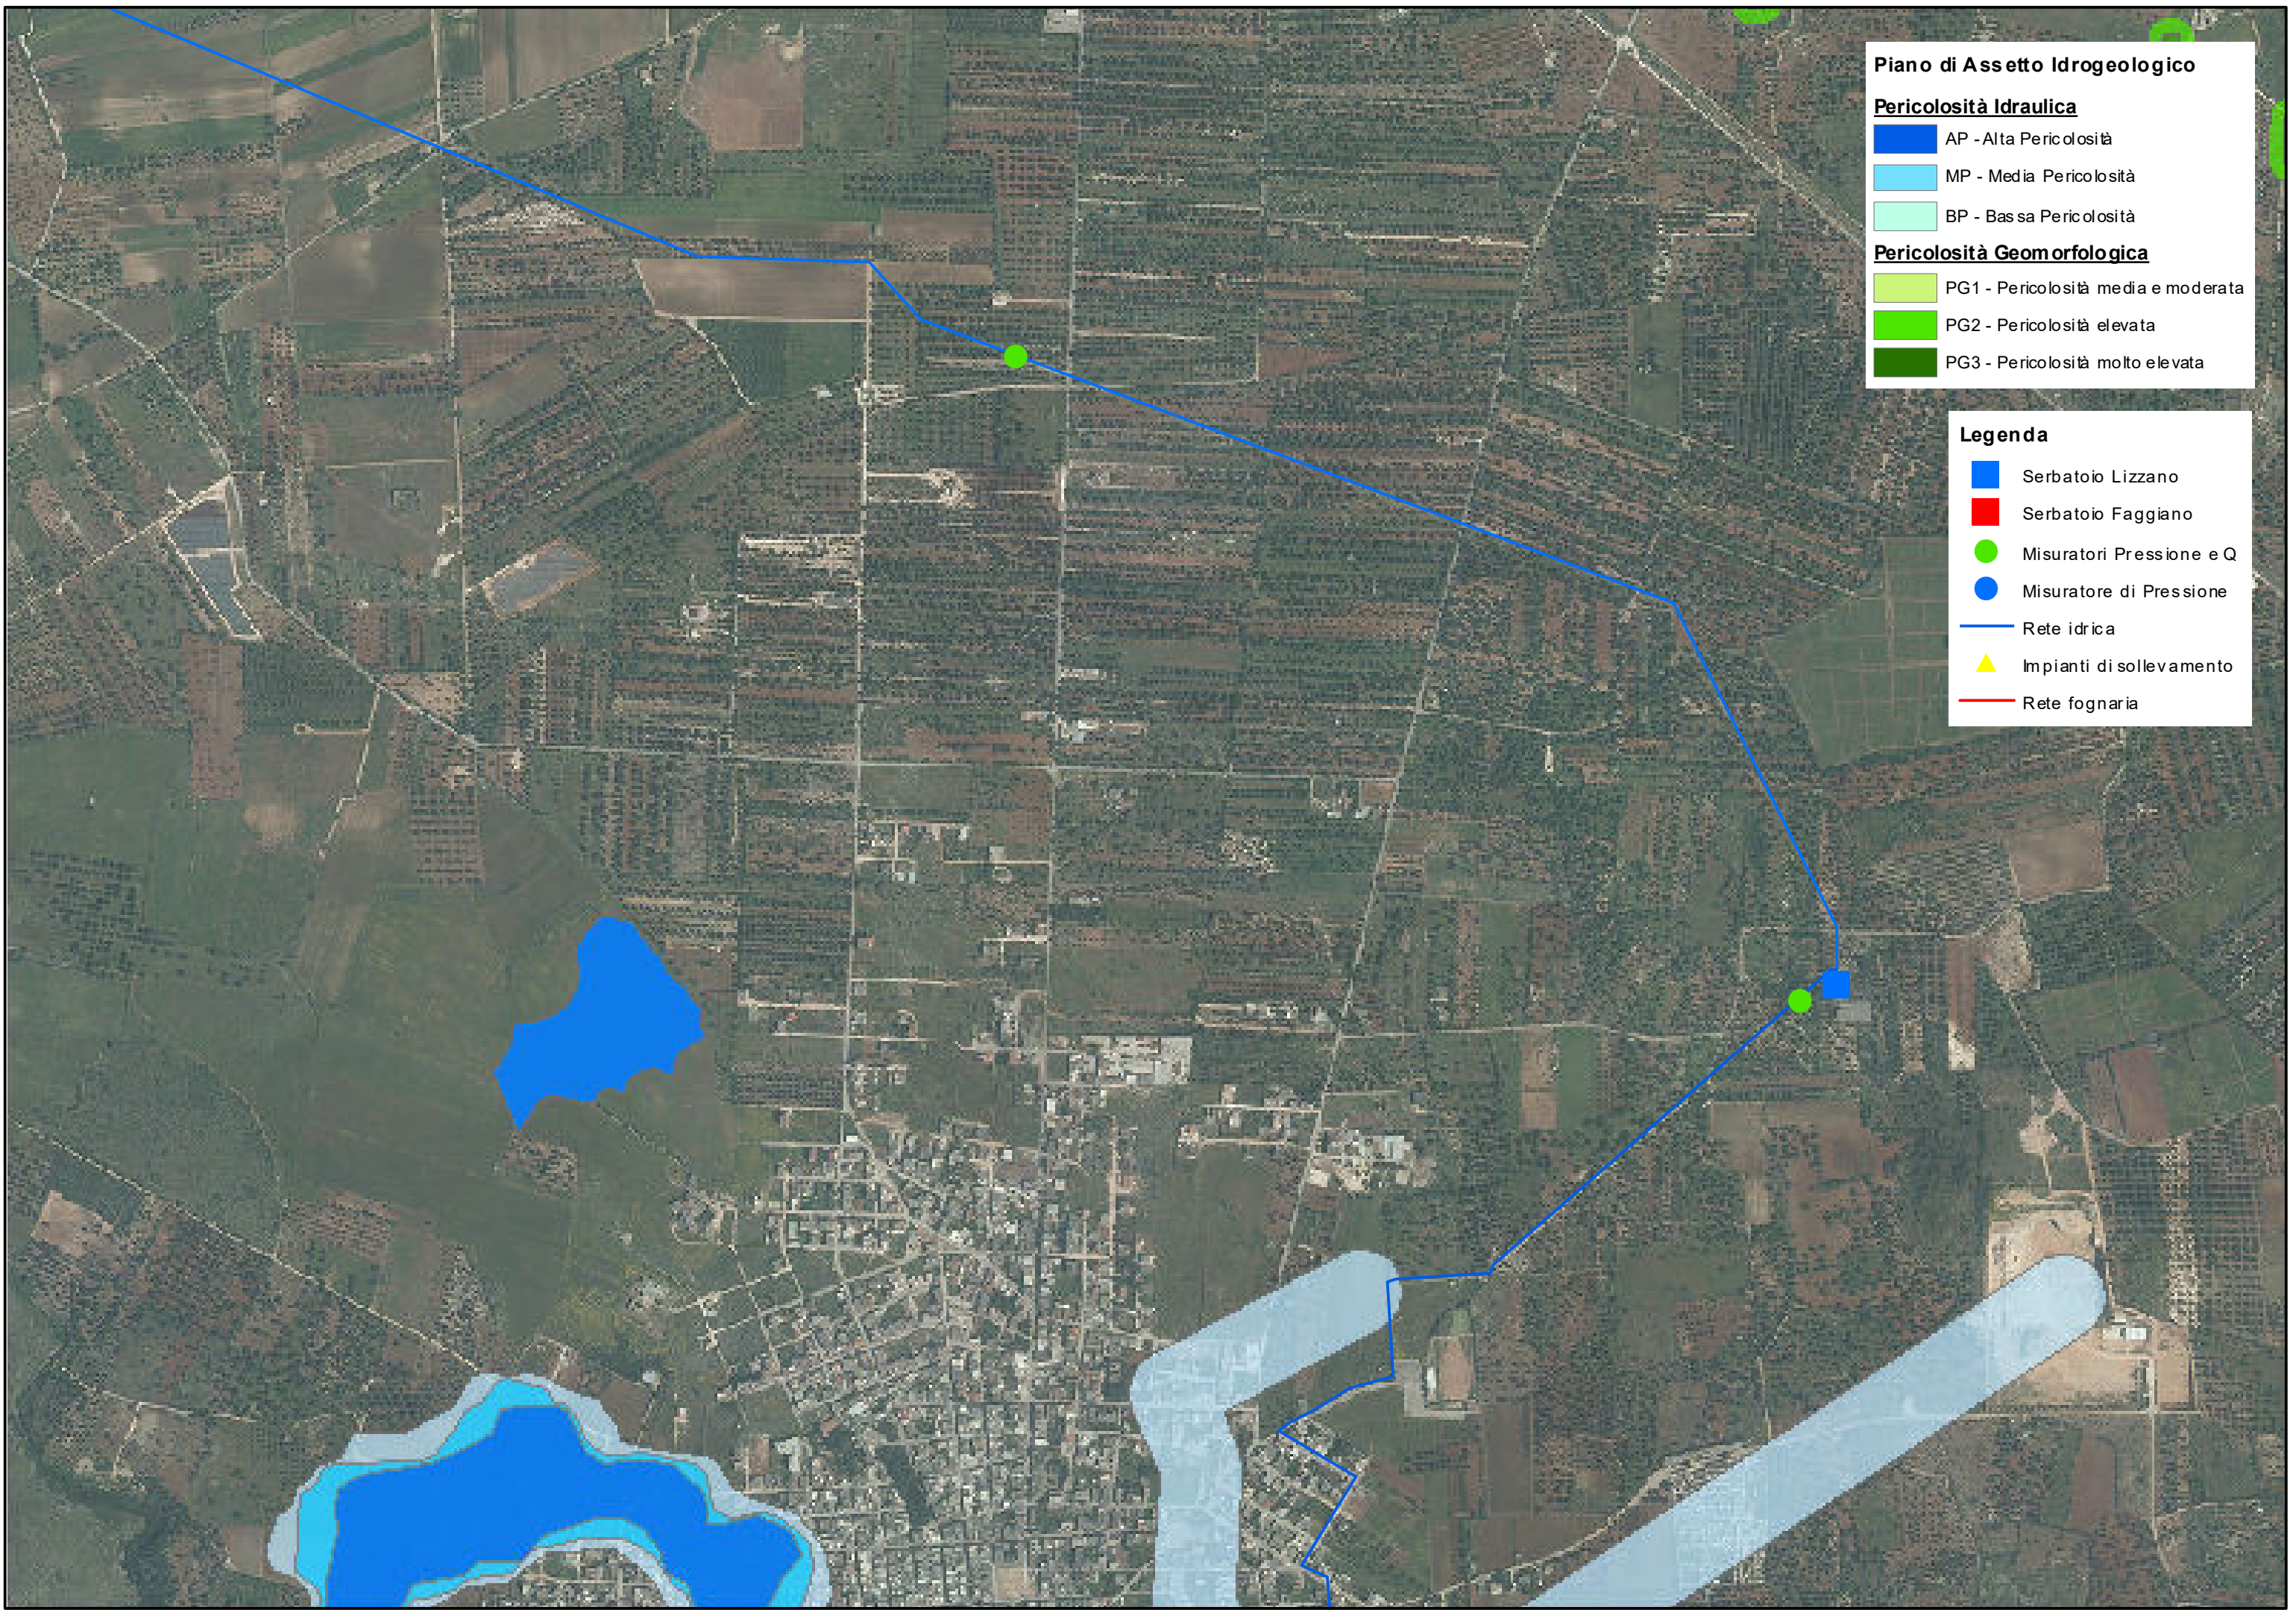 Piano di Assetto Idrogeologico
Pericolosità Idraulica
AP - Alta Pericolosità
MP - Media Pericolosità
BP - Bassa Pericolosità
Pericolosità Geomorfologica
PG1 - Pericolosità media e moderata
PG2 - Pericolosità elevata
PG3 - Pericolosità molto elevata
Legenda
Serbatoio Lizzano
Serbatoio Faggiano
Misuratori Pressione e Q
Misuratore di Pressione
Rete idrica
Impianti di sollevamento
Rete fognaria